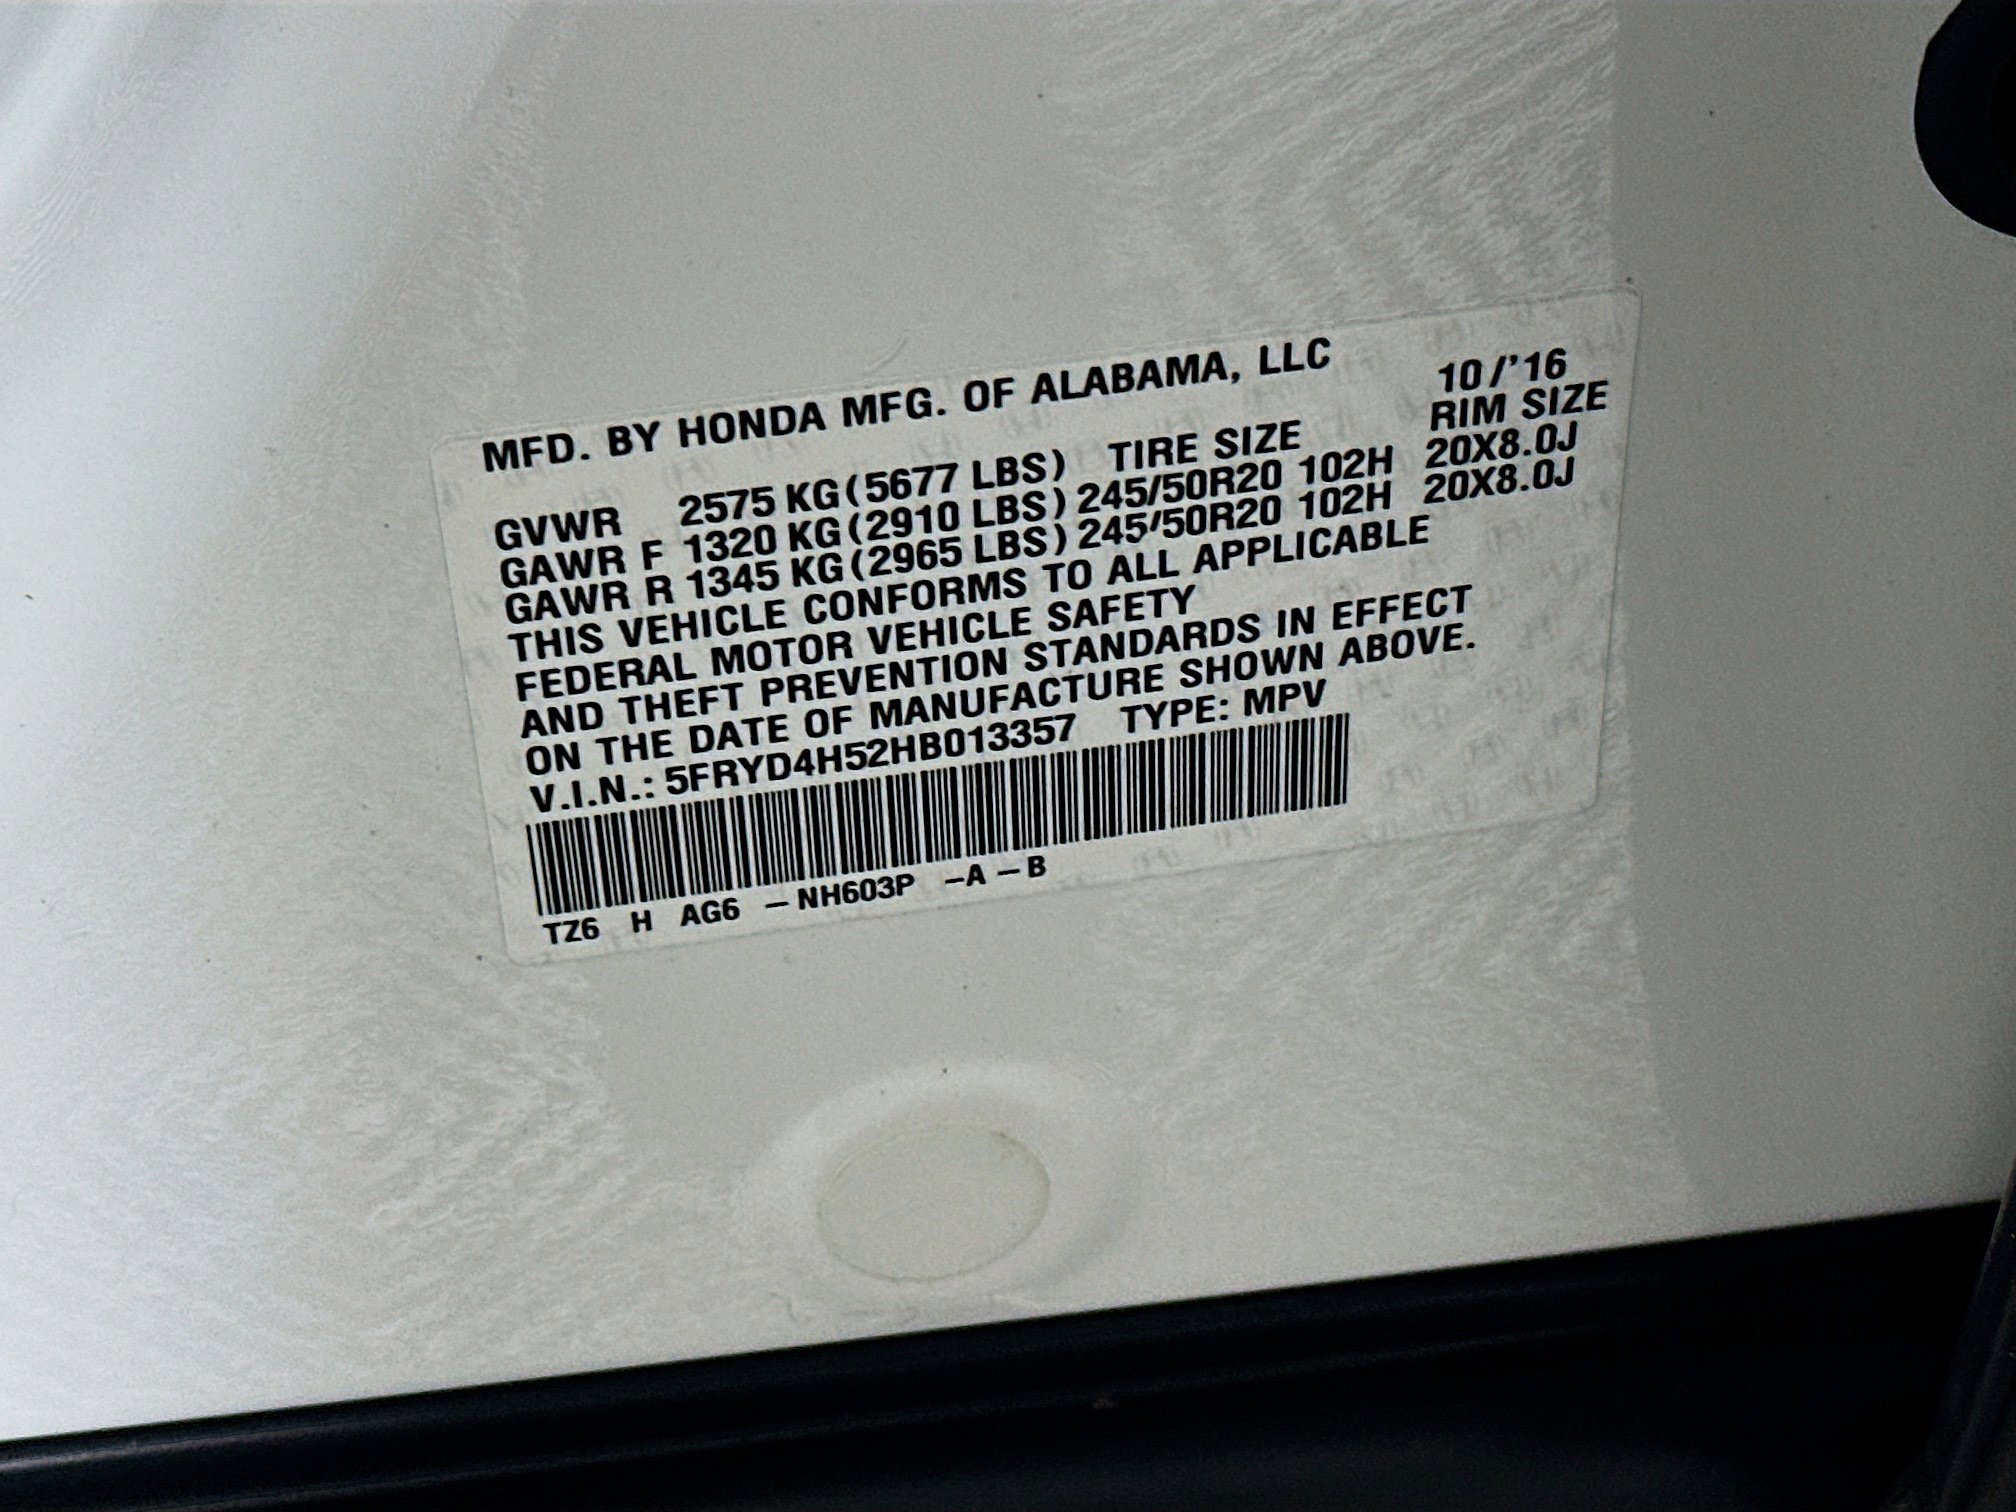 MFD. BY HONDA MFG. OF ALABAMA, LLC 10/'16
TIRE SIZE RIM SIZE
GVWR 2575 KG(5677 LBS)
GAWR F 1320 KG(2910 LBS) 245/50R20 102H 20X8.0J
GAWR R 1345 KG(2965 LBS) 245/50R20 102H 20X8.0J
THIS VEHICLE CONFORMS TO ALL APPLICABLE
FEDERAL MOTOR VEHICLE SAFETY
AND THEFT PREVENTION STANDARDS IN EFFECT
ON THE DATE OF MANUFACTURE SHOWN ABOVE.
V.I.N.: 5FRYD4H52HB013357 TYPE: MPV
TZ6 H AG6 – NH603P –A – B